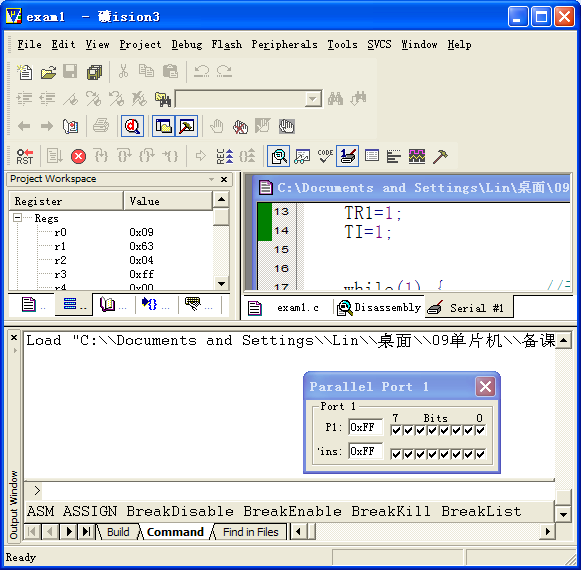 exam1 - 礦ision3
File Edit View Project Debug Flash Peripherals Tools SVCS Window Help
RST REC CODE
Project Workspace
Register Value
Regs
r0 0x09
r1 0x63
r2 0x04
r3 0xff
r4 0x00
C:\Documents and Settings\Lin\桌面\09
13 TR1=1;
14 TI=1;
15
16
17 while(1) {
exam1.c Disassembly Serial #1
Load "C:\\Documents and Settings\\Lin\\桌面\\09单片机\\备课
Parallel Port 1
Port 1
7 Bits 0
P1: 0xFF
'ins: 0xFF
>
ASM ASSIGN BreakDisable BreakEnable BreakKill BreakList
Build Command Find in Files
Output Window
Ready